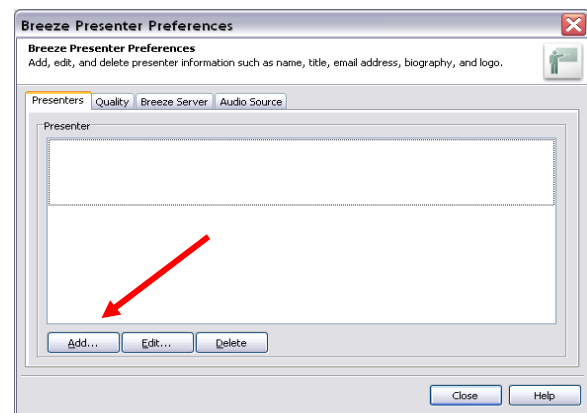 Breeze Presenter Preferences
Breeze Presenter Preferences
Add, edit, and delete presenter information such as name, title, email address, biography, and logo.
Presenters Quality Breeze Server Audio Source
Presenter
Add... Edit... Delete
Close Help